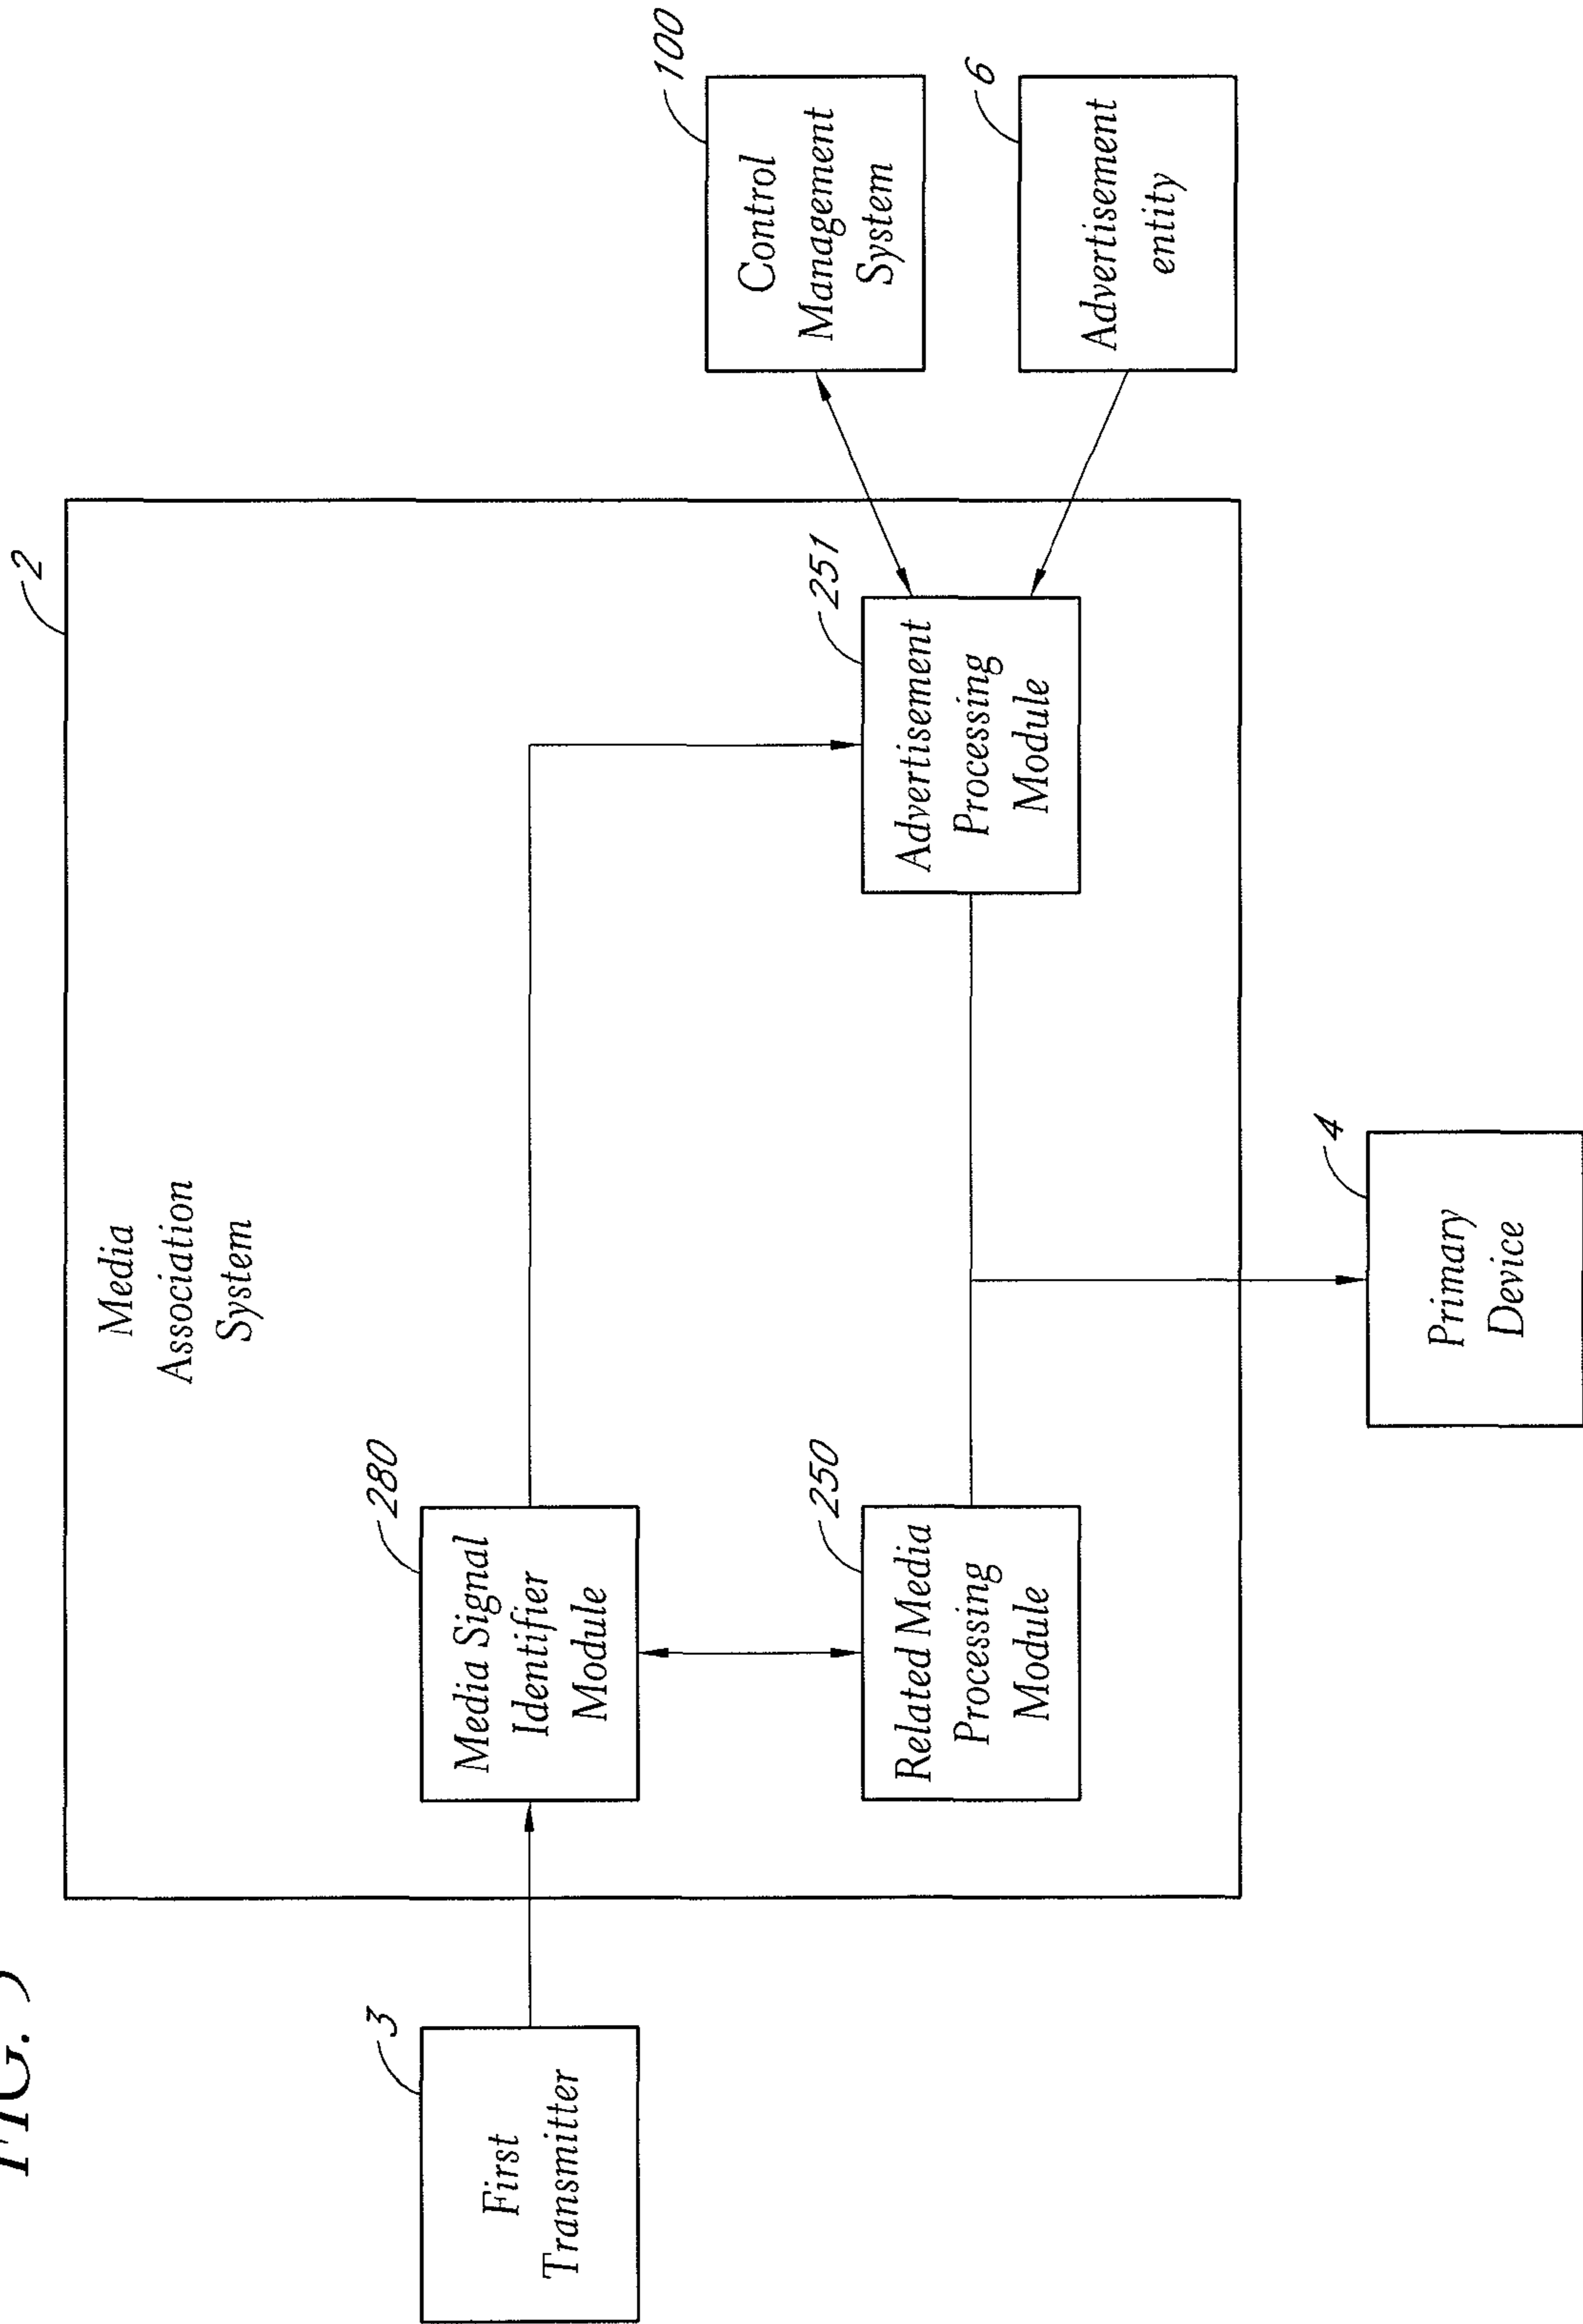 FIG.
2
Media
Association
System
280
Media Signal
Identifier
Module
3
First
Transmitter
250
Related Media
Processing
Module
251
Advertisement
Processing
Module
100
Control
Management
System
6
Advertisement
entity
4
Primary
Device